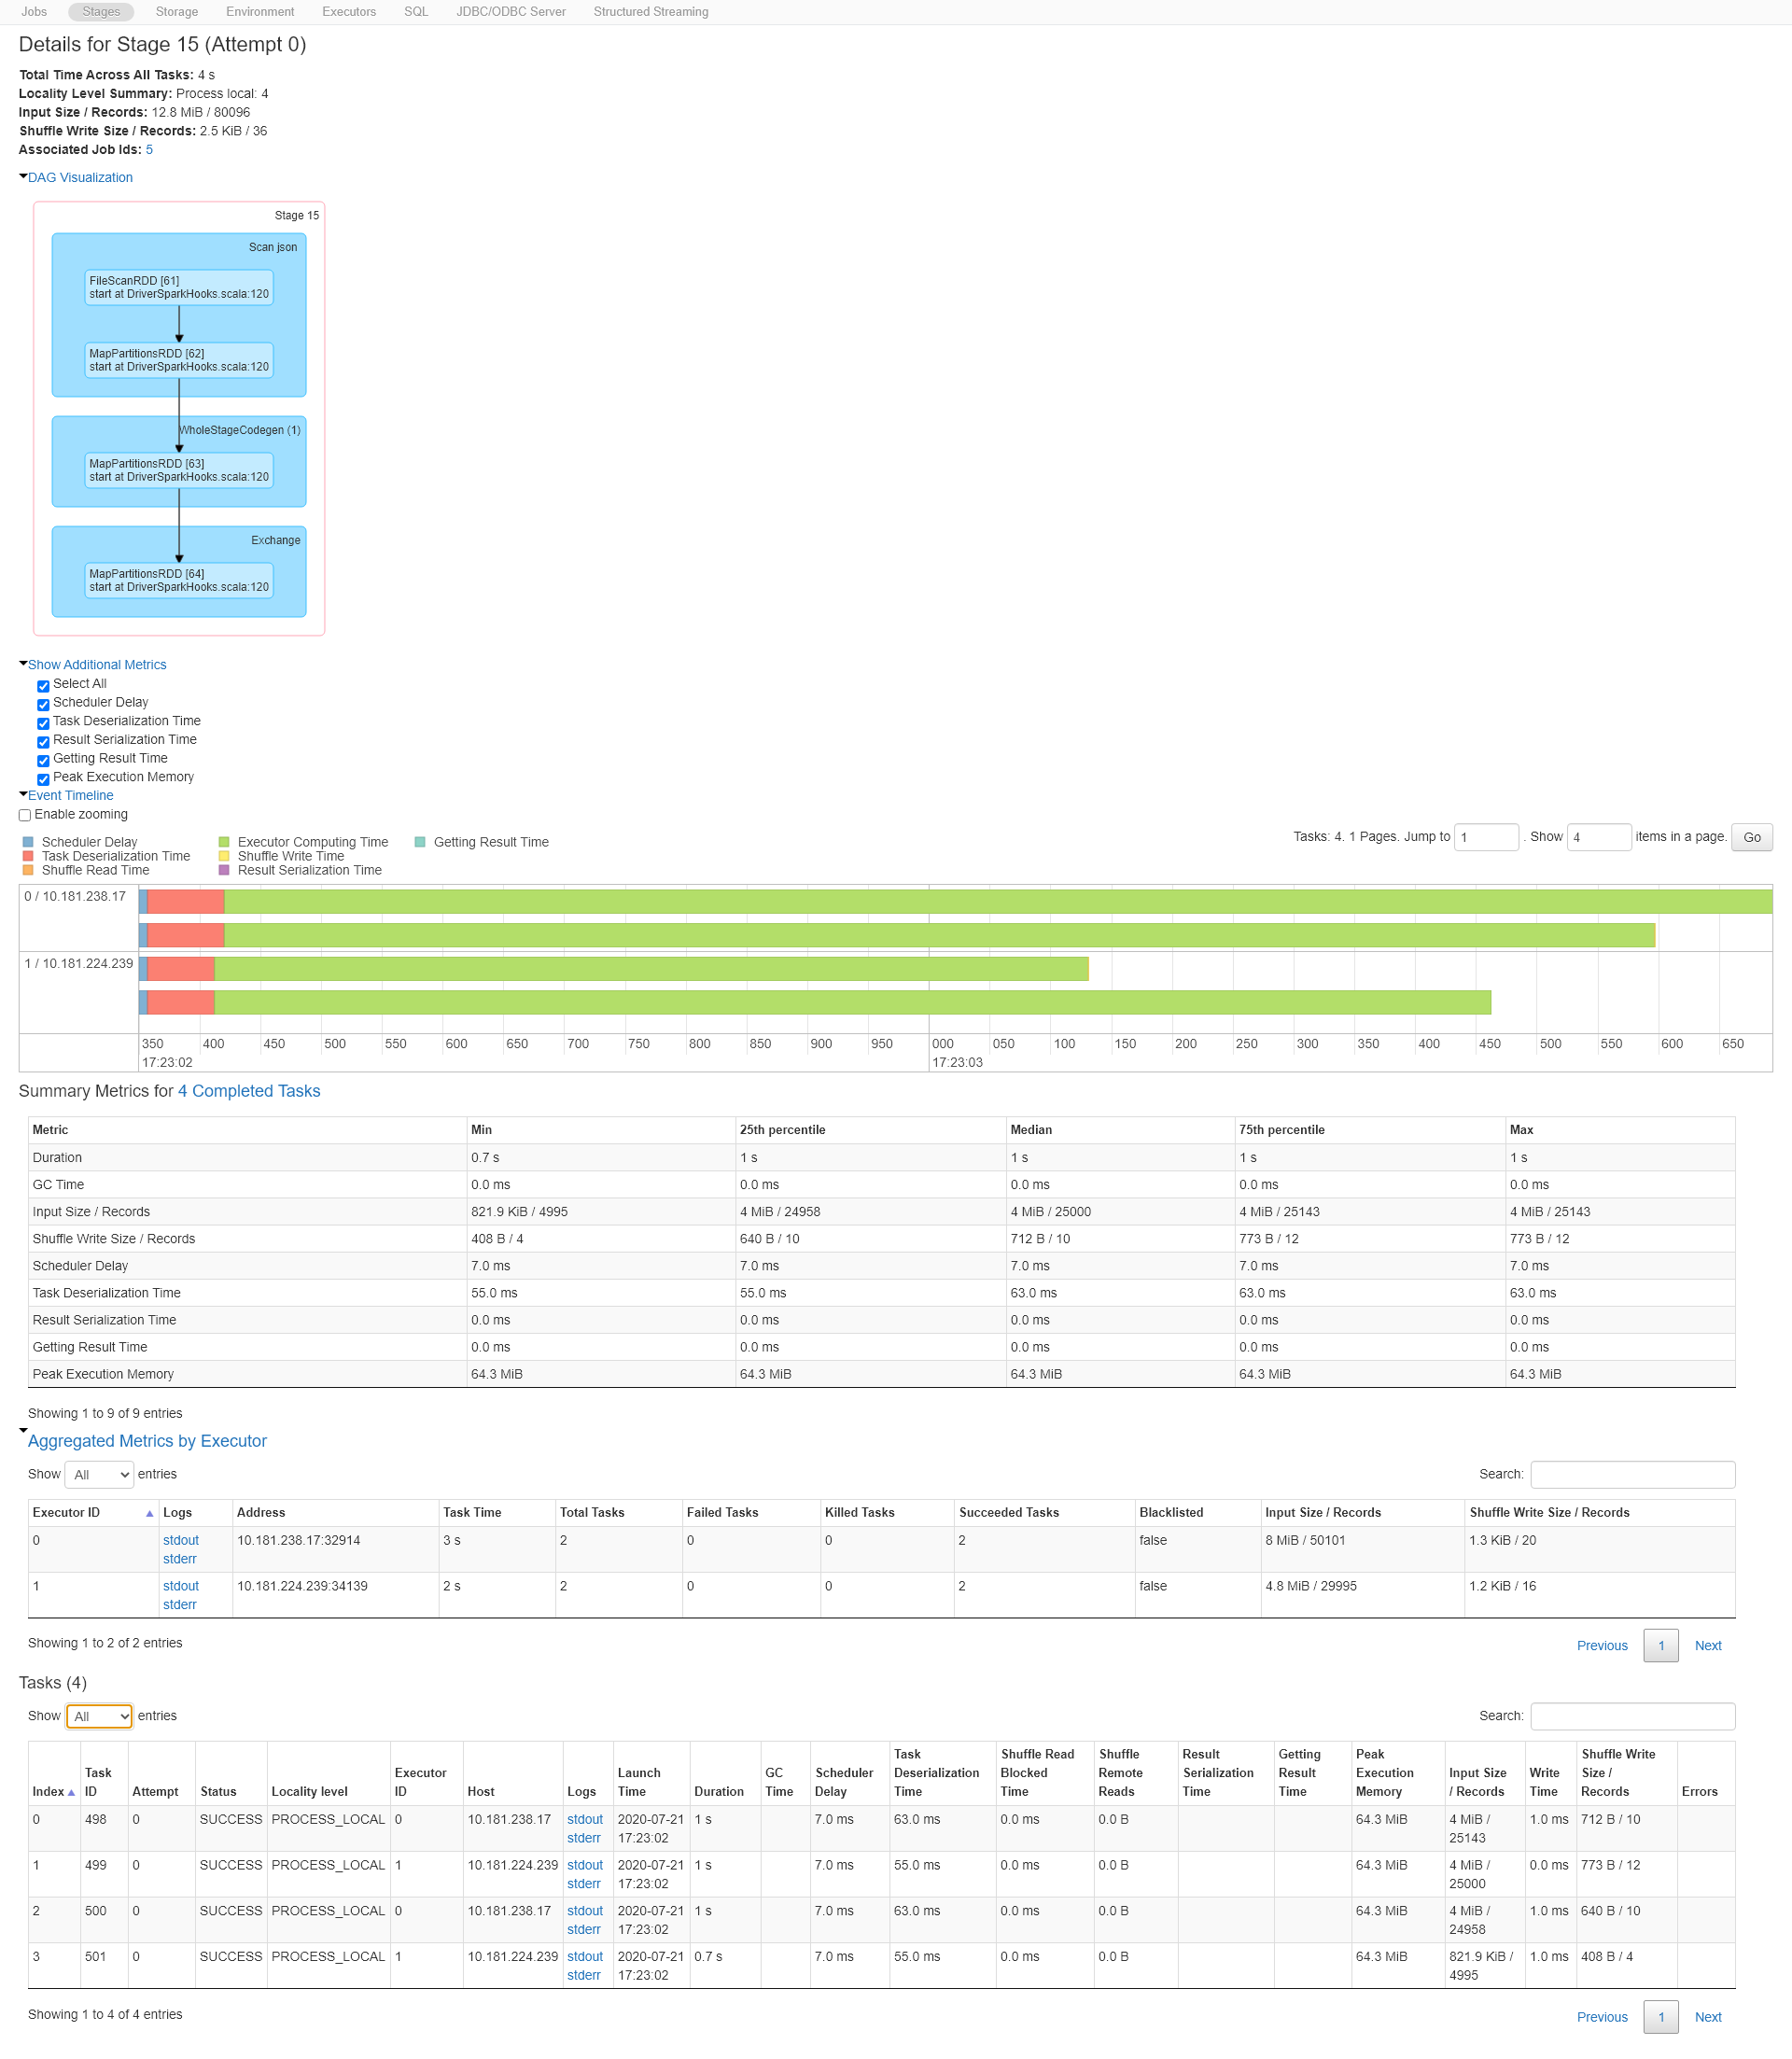 Jobs Stages Storage Environment Executors SQL JDBC/ODBC Server Structured Streaming
Details for Stage 15 (Attempt 0)
Total Time Across All Tasks: 4 s
Locality Level Summary: Process local: 4
Input Size / Records: 12.8 MiB / 80096
Shuffle Write Size / Records: 2.5 KiB / 36
Associated Job Ids: 5
DAG Visualization
Stage 15
Scan json
FileScanRDD [61]
start at DriverSparkHooks.scala:120
MapPartitionsRDD [62]
start at DriverSparkHooks.scala:120
WholeStageCodegen (1)
MapPartitionsRDD [63]
start at DriverSparkHooks.scala:120
Exchange
MapPartitionsRDD [64]
start at DriverSparkHooks.scala:120
Show Additional Metrics
Select All
Scheduler Delay
Task Deserialization Time
Result Serialization Time
Getting Result Time
Peak Execution Memory
Event Timeline
Enable zooming
Tasks: 4. 1 Pages. Jump to 1 . Show 4 items in a page. Go
Scheduler Delay Executor Computing Time Getting Result Time
Task Deserialization Time Shuffle Write Time
Shuffle Read Time Result Serialization Time
0 / 10.181.238.17
1 / 10.181.224.239
350 400 450 500 550 600 650 700 750 800 850 900 950 000 050 100 150 200 250 300 350 400 450 500 550 600 650
17:23:02 17:23:03
Summary Metrics for 4 Completed Tasks
Metric Min 25th percentile Median 75th percentile Max
Duration 0.7 s 1 s 1 s 1 s 1 s
GC Time 0.0 ms 0.0 ms 0.0 ms 0.0 ms 0.0 ms
Input Size / Records 821.9 KiB / 4995 4 MiB / 24958 4 MiB / 25000 4 MiB / 25143 4 MiB / 25143
Shuffle Write Size / Records 408 B / 4 640 B / 10 712 B / 10 773 B / 12 773 B / 12
Scheduler Delay 7.0 ms 7.0 ms 7.0 ms 7.0 ms 7.0 ms
Task Deserialization Time 55.0 ms 55.0 ms 63.0 ms 63.0 ms 63.0 ms
Result Serialization Time 0.0 ms 0.0 ms 0.0 ms 0.0 ms 0.0 ms
Getting Result Time 0.0 ms 0.0 ms 0.0 ms 0.0 ms 0.0 ms
Peak Execution Memory 64.3 MiB 64.3 MiB 64.3 MiB 64.3 MiB 64.3 MiB
Showing 1 to 9 of 9 entries
Aggregated Metrics by Executor
Show All entries Search:
Executor ID Logs Address Task Time Total Tasks Failed Tasks Killed Tasks Succeeded Tasks Blacklisted Input Size / Records Shuffle Write Size / Records
0 stdout 10.181.238.17:32914 3 s 2 0 0 2 false 8 MiB / 50101 1.3 KiB / 20
stderr
1 stdout 10.181.224.239:34139 2 s 2 0 0 2 false 4.8 MiB / 29995 1.2 KiB / 16
stderr
Showing 1 to 2 of 2 entries Previous 1 Next
Tasks (4)
Show All entries Search:
Task Executor Launch GC Scheduler Task Shuffle Read Shuffle Result Getting Peak Write Shuffle Write
Index ID Attempt Status Locality level ID Host Logs Time Duration Time Delay Deserialization Time Blocked Time Remote Reads Serialization Time Result Time Execution Memory Input Size / Records Time Size / Records Errors
0 498 0 SUCCESS PROCESS_LOCAL 0 10.181.238.17 stdout 2020-07-21 1 s 7.0 ms 63.0 ms 0.0 ms 0.0 B 64.3 MiB 4 MiB / 1.0 ms 712 B / 10
stderr 17:23:02 25143
1 499 0 SUCCESS PROCESS_LOCAL 1 10.181.224.239 stdout 2020-07-21 1 s 7.0 ms 55.0 ms 0.0 ms 0.0 B 64.3 MiB 4 MiB / 0.0 ms 773 B / 12
stderr 17:23:02 25000
2 500 0 SUCCESS PROCESS_LOCAL 0 10.181.238.17 stdout 2020-07-21 1 s 7.0 ms 63.0 ms 0.0 ms 0.0 B 64.3 MiB 4 MiB / 1.0 ms 640 B / 10
stderr 17:23:02 24958
3 501 0 SUCCESS PROCESS_LOCAL 1 10.181.224.239 stdout 2020-07-21 0.7 s 7.0 ms 55.0 ms 0.0 ms 0.0 B 64.3 MiB 821.9 KiB / 1.0 ms 408 B / 4
stderr 17:23:02 4995
Showing 1 to 4 of 4 entries Previous 1 Next